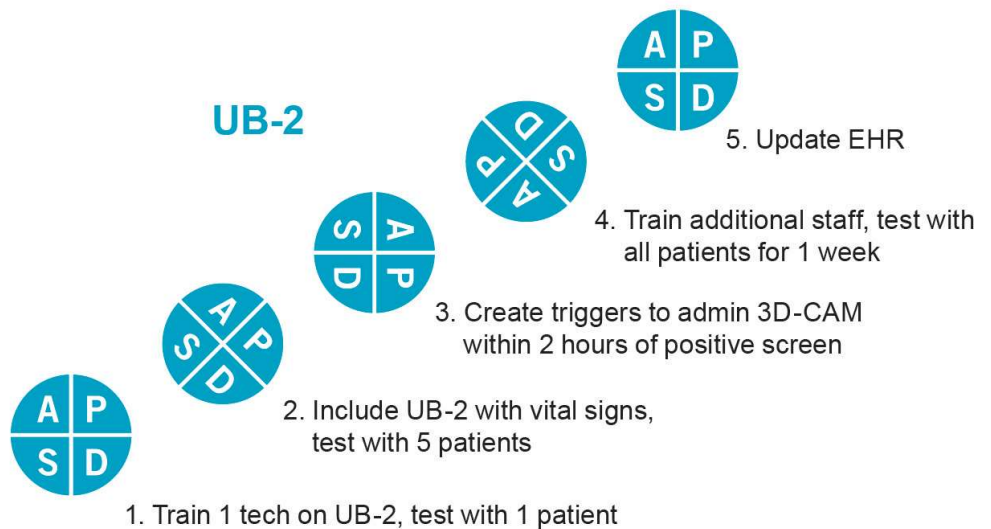 UB-2
A P
S D
5. Update EHR
A P
S D
4. Train additional staff, test with
all patients for 1 week
A P
S D
3. Create triggers to admin 3D-CAM
within 2 hours of positive screen
A P
S D
2. Include UB-2 with vital signs,
test with 5 patients
A P
S D
1. Train 1 tech on UB-2, test with 1 patient